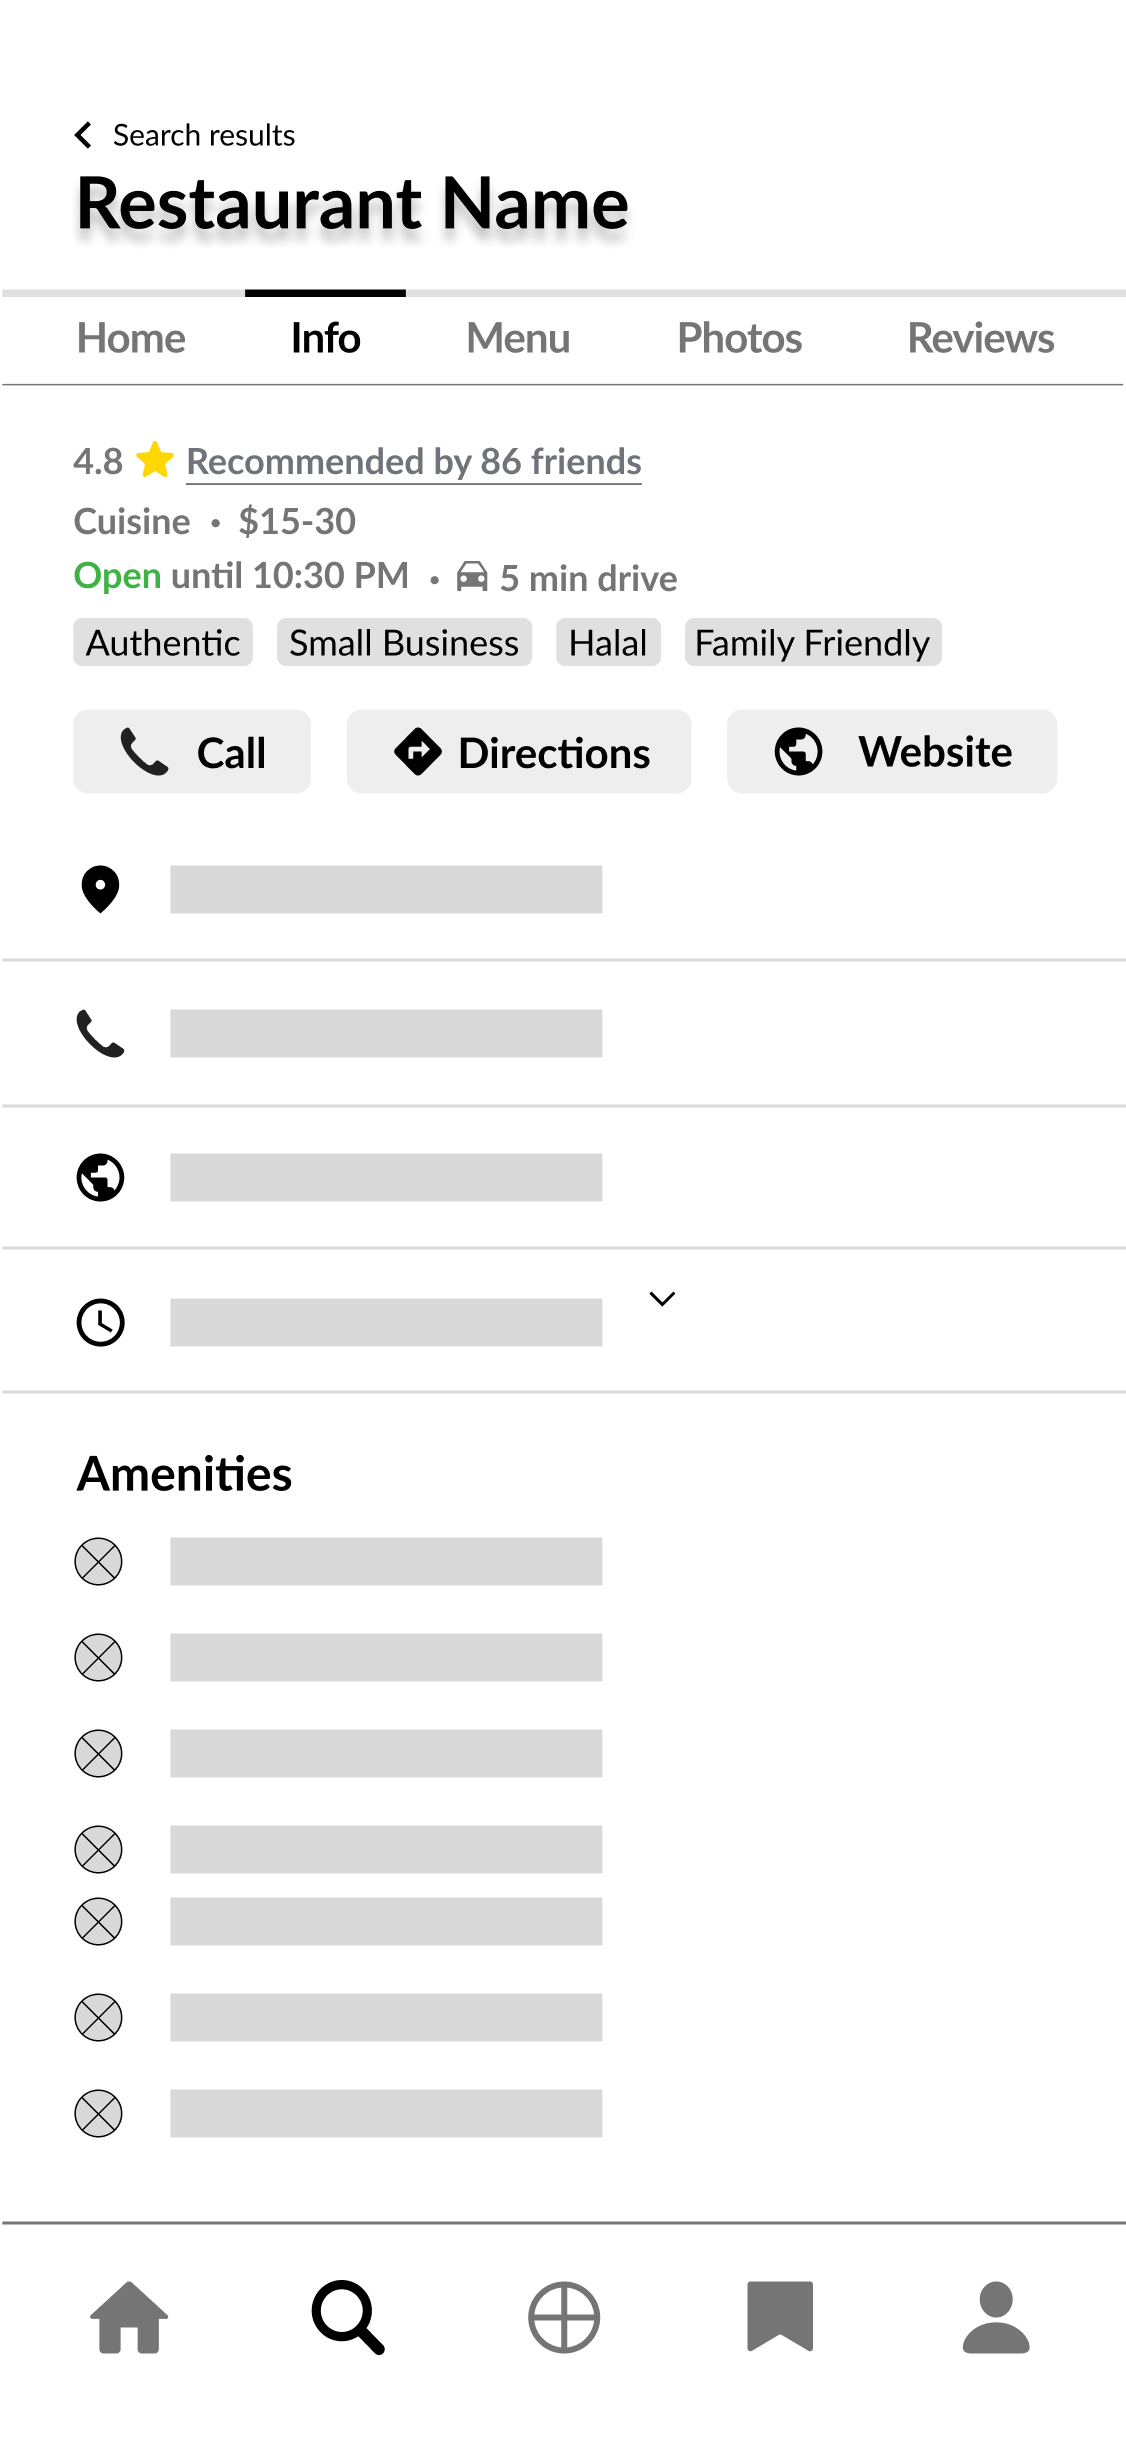 Search results
Restaurant Name
Home Info Menu Photos Reviews
4.8 Recommended by 86 friends
Cuisine · $15-30
Open until 10:30 PM · 5 min drive
Authentic Small Business Halal Family Friendly
Call Directions Website
Amenities